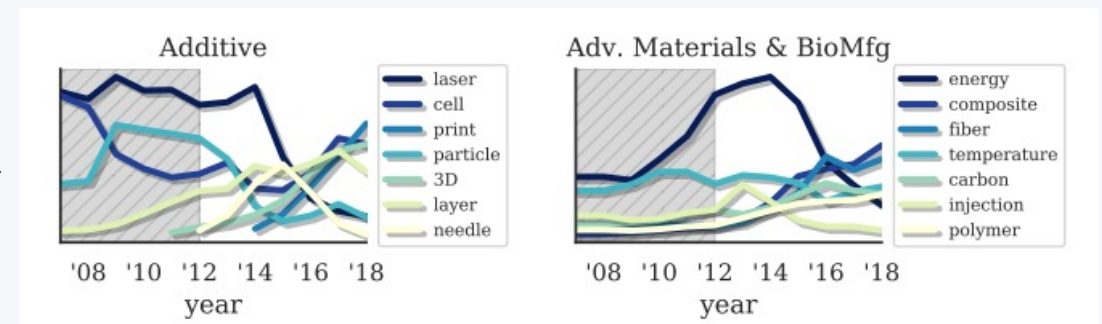 Additive
laser
cell
print
particle
3D
layer
needle
'08 '10 '12 '14 '16 '18
year
Adv. Materials & BioMfg
energy
composite
fiber
temperature
carbon
injection
polymer
'08 '10 '12 '14 '16 '18
year